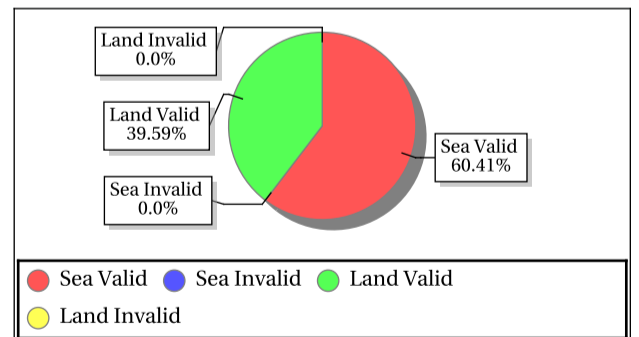 Land Invalid
0.0%
Land Valid
39.59%
Sea Valid
60.41%
Sea Invalid
0.0%
Sea Valid Sea Invalid Land Valid
Land Invalid